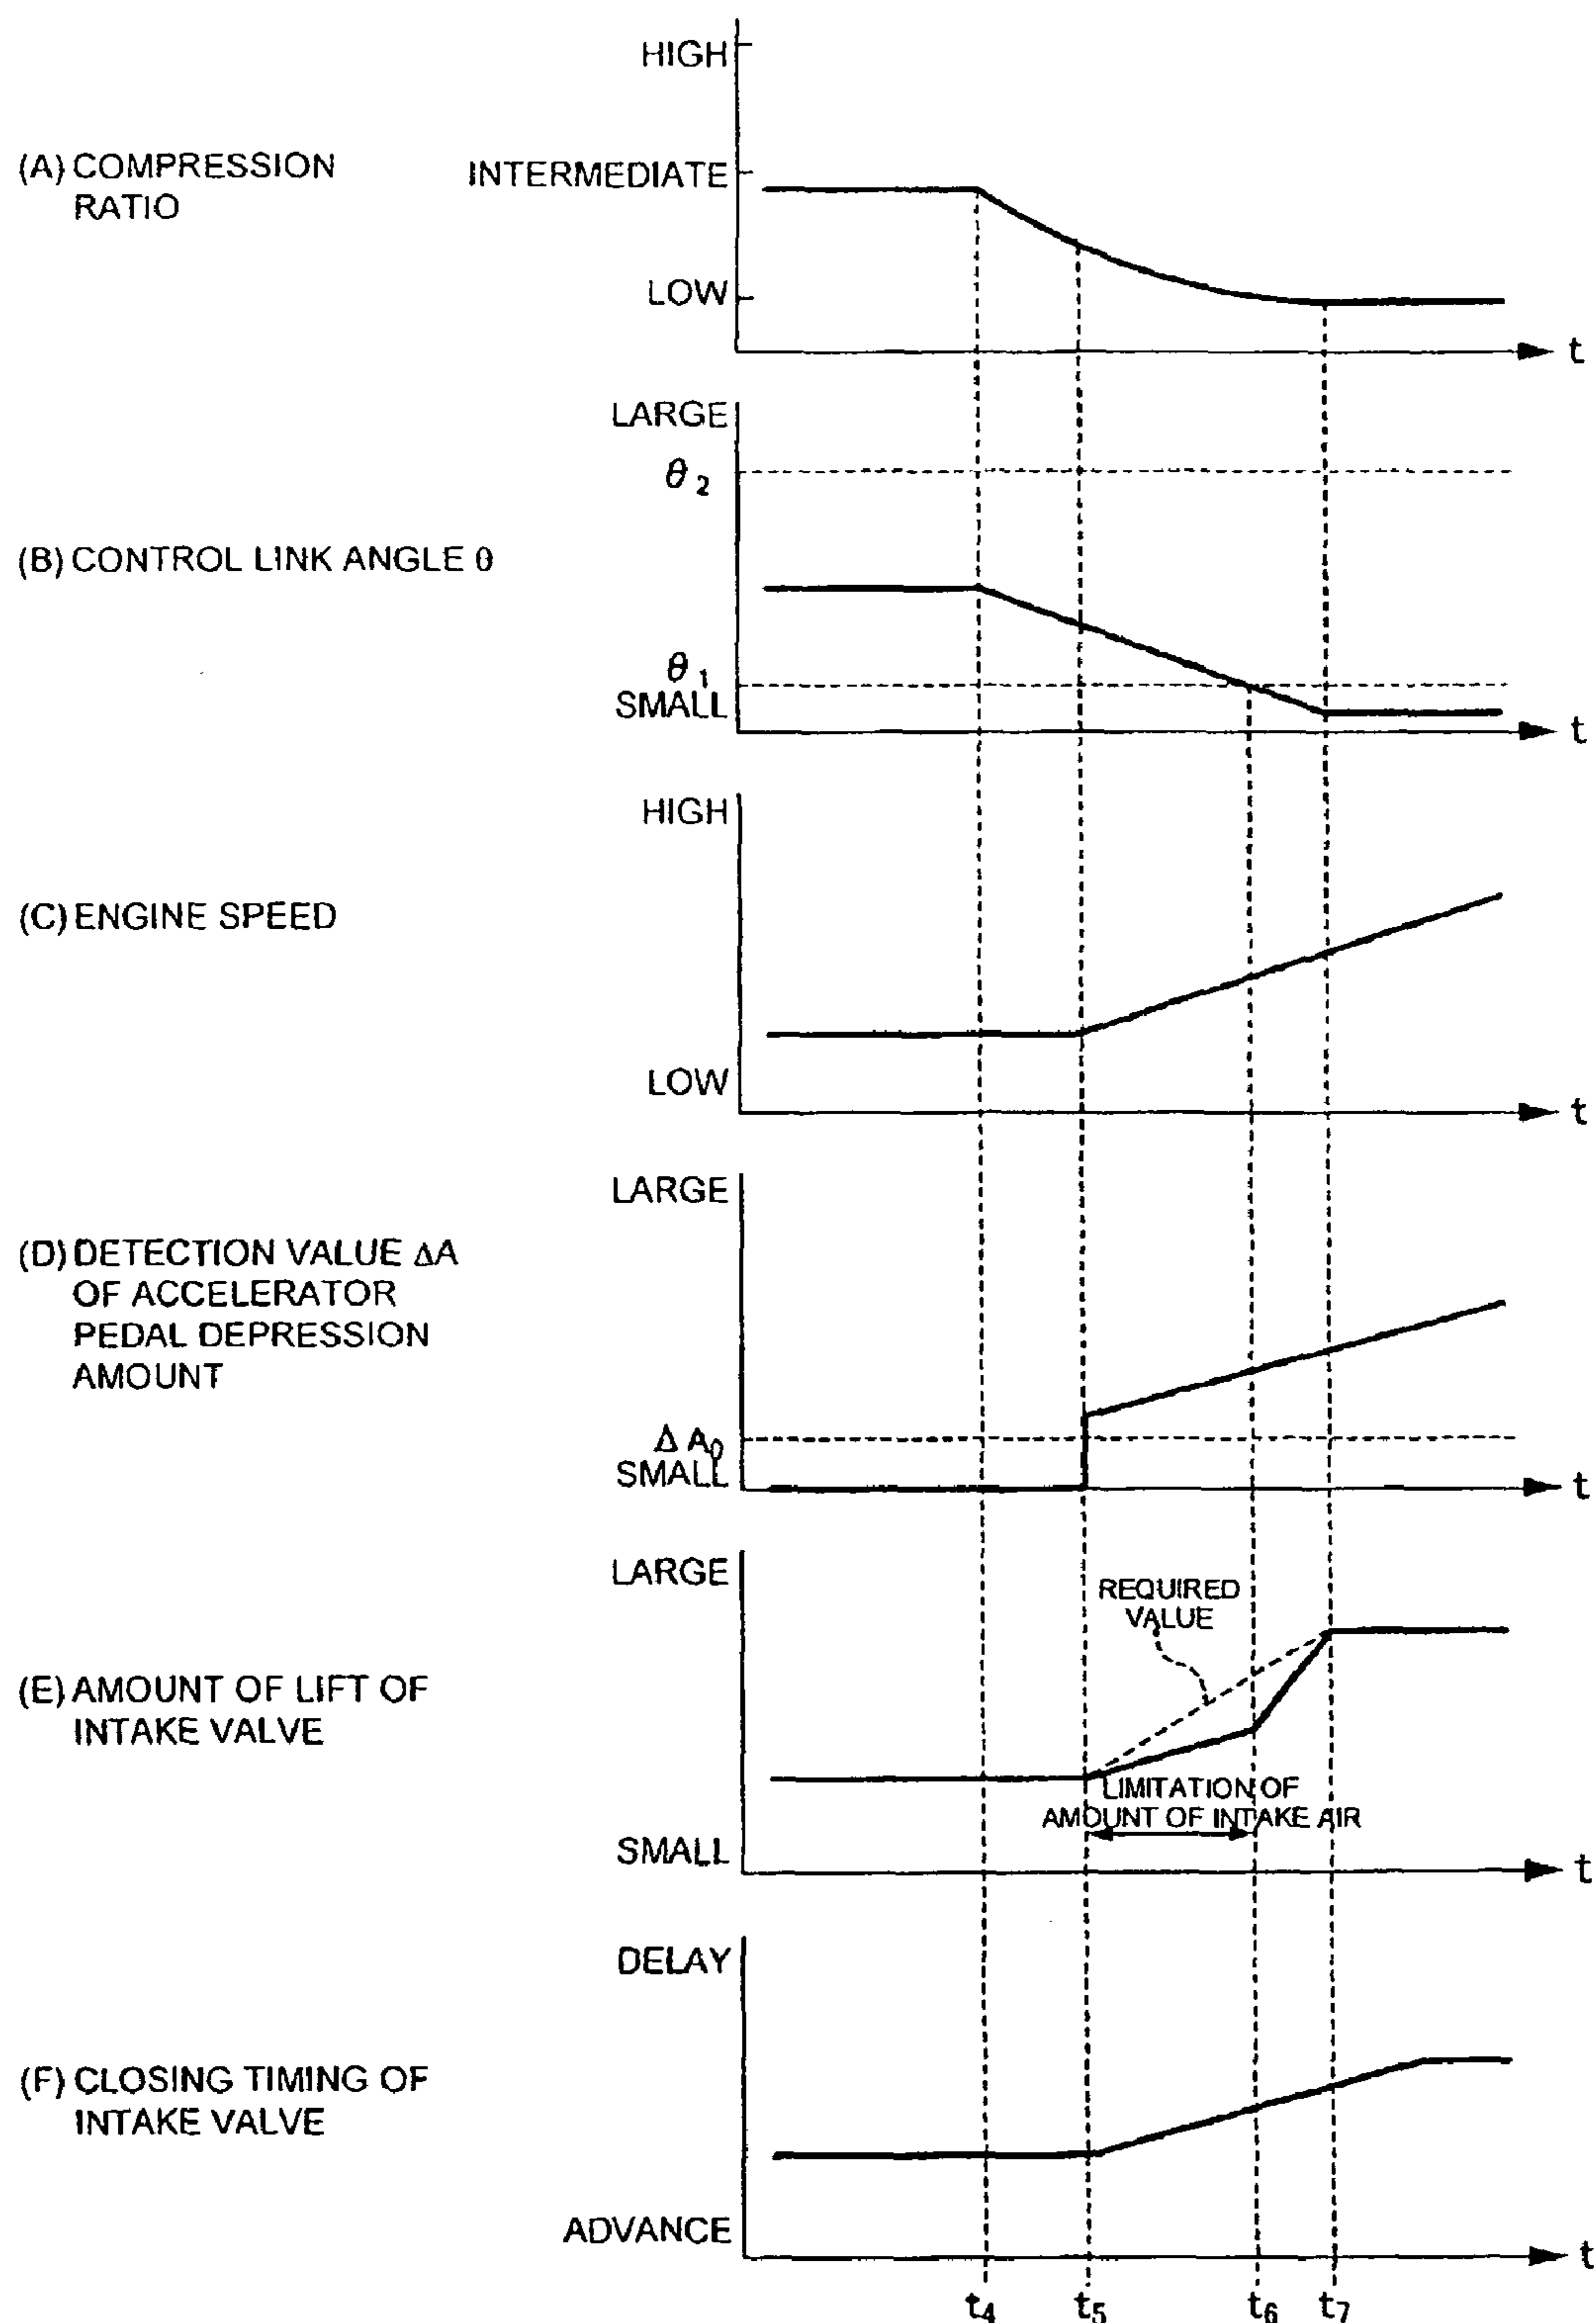 HIGH
(A) COMPRESSION
RATIO
INTERMEDIATE
LOW
t
LARGE
θ2
(B) CONTROL LINK ANGLE θ
θ1
SMALL
t
HIGH
(C) ENGINE SPEED
LOW
t
LARGE
(D) DETECTION VALUE ΔA
OF ACCELERATOR
PEDAL DEPRESSION
AMOUNT
ΔA0
SMALL
t
LARGE
REQUIRED
VALUE
(E) AMOUNT OF LIFT OF
INTAKE VALVE
LIMITATION OF
AMOUNT OF INTAKE AIR
SMALL
t
DELAY
(F) CLOSING TIMING OF
INTAKE VALVE
ADVANCE
t
t4 t5 t6 t7